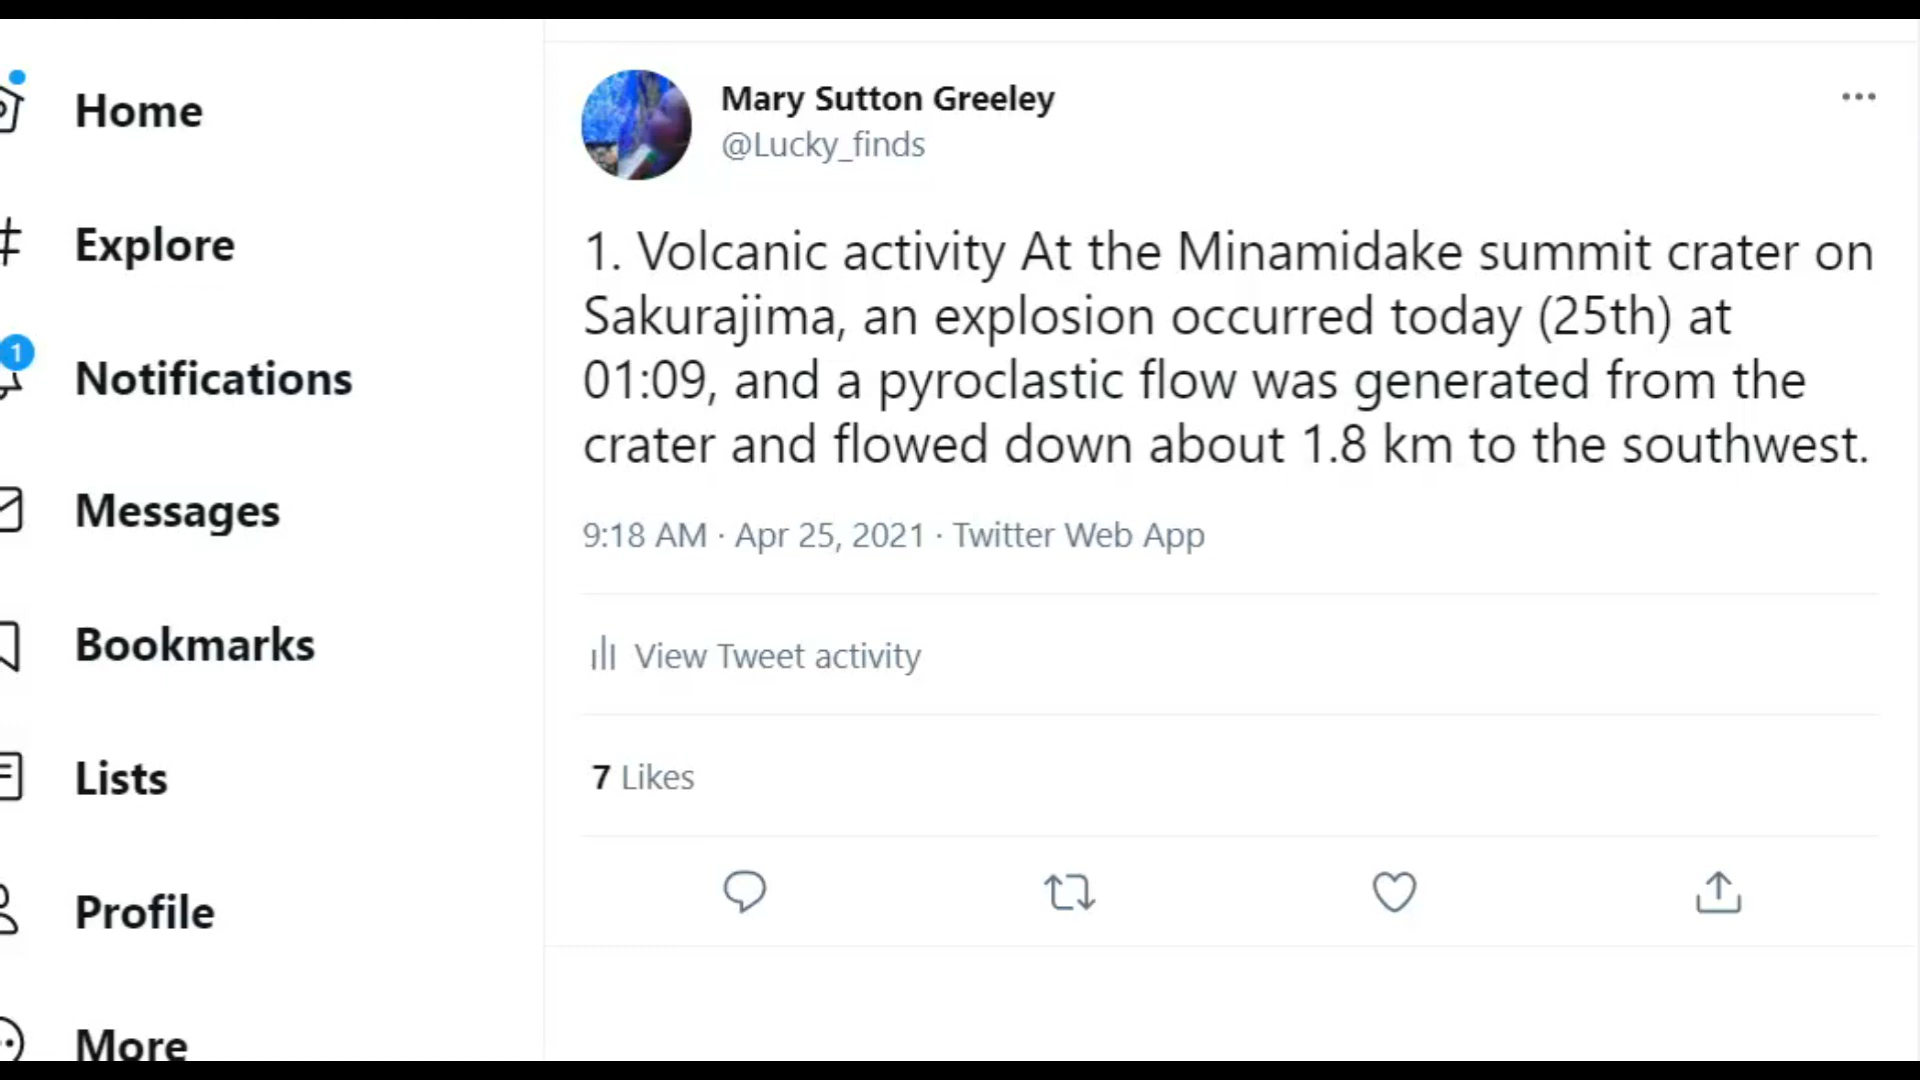 Home
Explore
1
Notifications
Messages
Bookmarks
Lists
Profile
More
Mary Sutton Greeley
@Lucky_finds
1. Volcanic activity At the Minamidake summit crater on
Sakurajima, an explosion occurred today (25th) at
01:09, and a pyroclastic flow was generated from the
crater and flowed down about 1.8 km to the southwest.
9:18 AM · Apr 25, 2021 · Twitter Web App
View Tweet activity
7 Likes